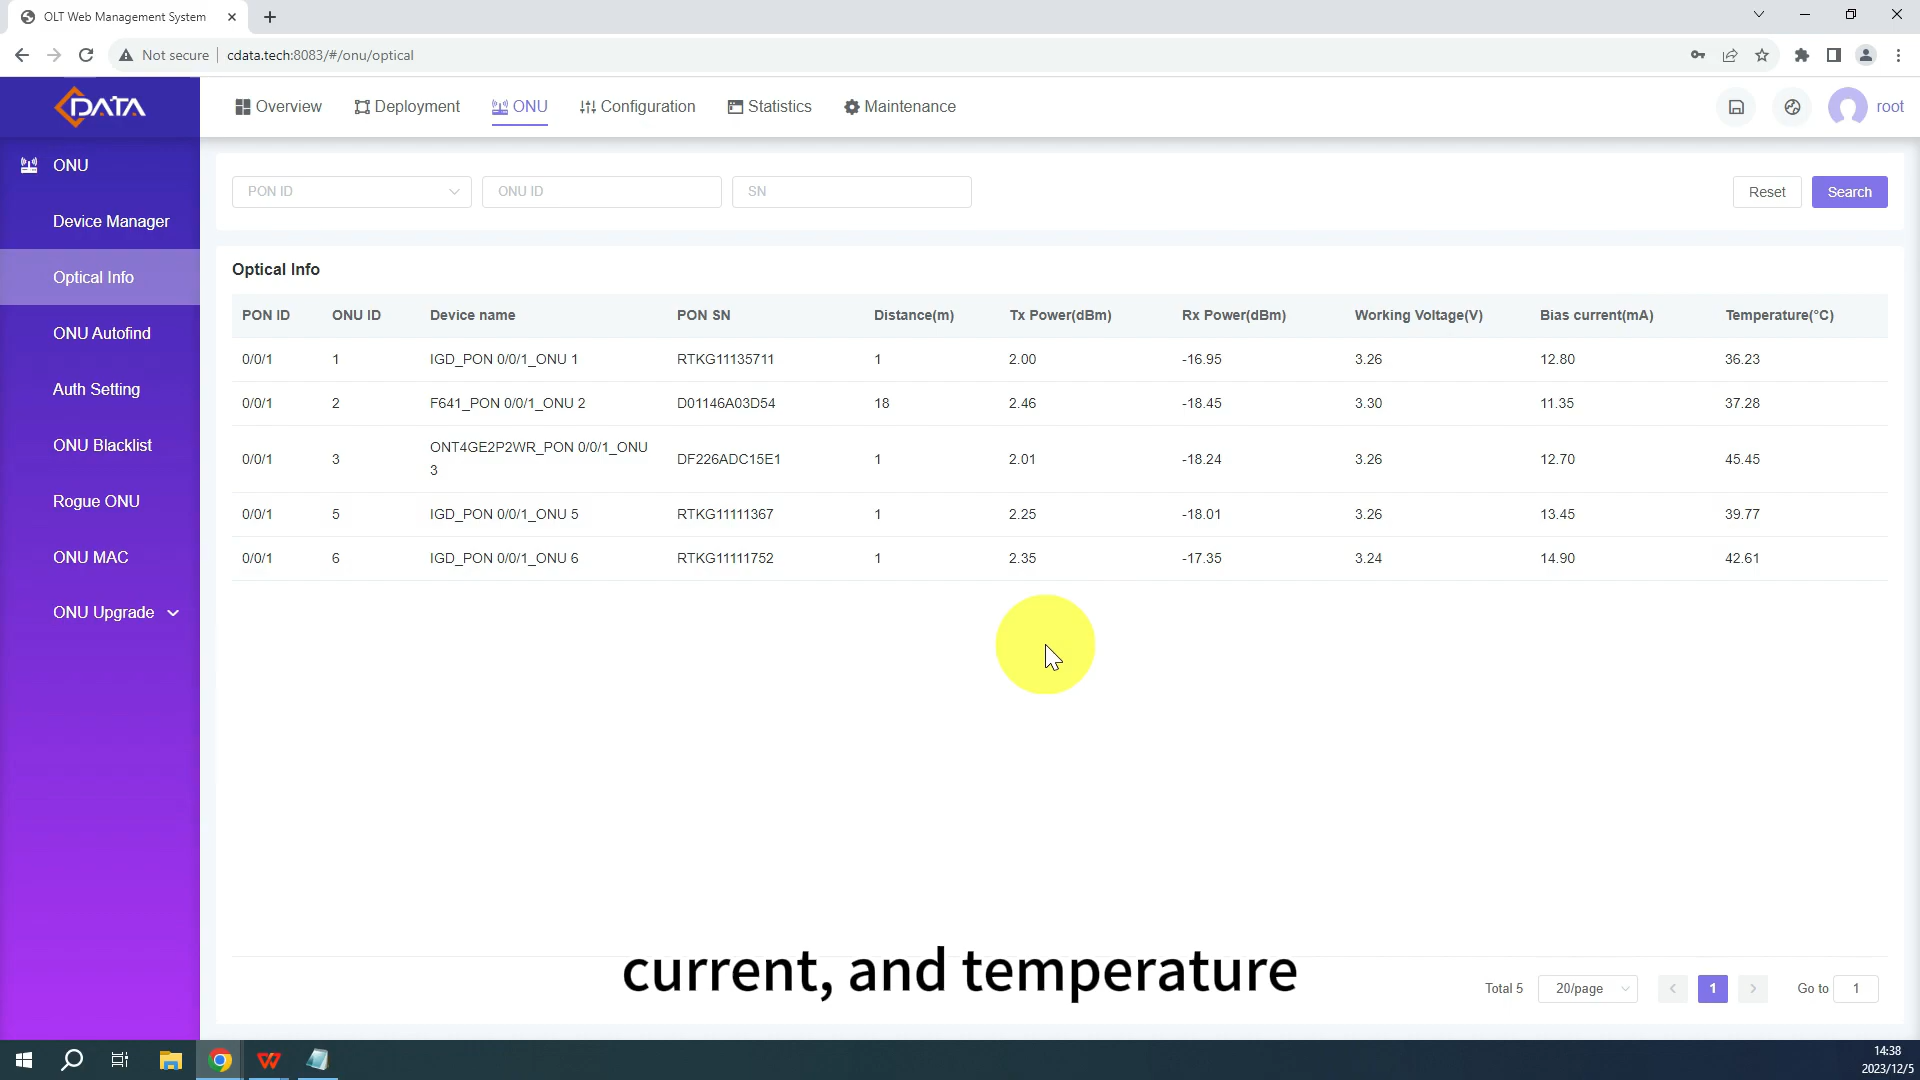 OLT Web Management System
Not secure
cdata.tech:8083/#/onu/optical
CDATA
Overview
Deployment
ONU
Configuration
Statistics
Maintenance
root
ONU
Device Manager
Optical Info
ONU Autofind
Auth Setting
ONU Blacklist
Rogue ONU
ONU MAC
ONU Upgrade
PON ID
ONU ID
SN
Reset
Search
Optical Info
PON ID ONU ID Device name PON SN Distance(m) Tx Power(dBm) Rx Power(dBm) Working Voltage(V) Bias current(mA) Temperature(°C)
0/0/1 1 IGD_PON 0/0/1_ONU 1 RTKG11135711 1 2.00 -16.95 3.26 12.80 36.23
0/0/1 2 F641_PON 0/0/1_ONU 2 D01146A03D54 18 2.46 -18.45 3.30 11.35 37.28
0/0/1 3 ONT4GE2P2WR_PON 0/0/1_ONU 3 DF226ADC15E1 1 2.01 -18.24 3.26 12.70 45.45
0/0/1 5 IGD_PON 0/0/1_ONU 5 RTKG11111367 1 2.25 -18.01 3.26 13.45 39.77
0/0/1 6 IGD_PON 0/0/1_ONU 6 RTKG11111752 1 2.35 -17.35 3.24 14.90 42.61
current, and temperature
Total 5
20/page
1
Go to
1
14:38
2023/12/5